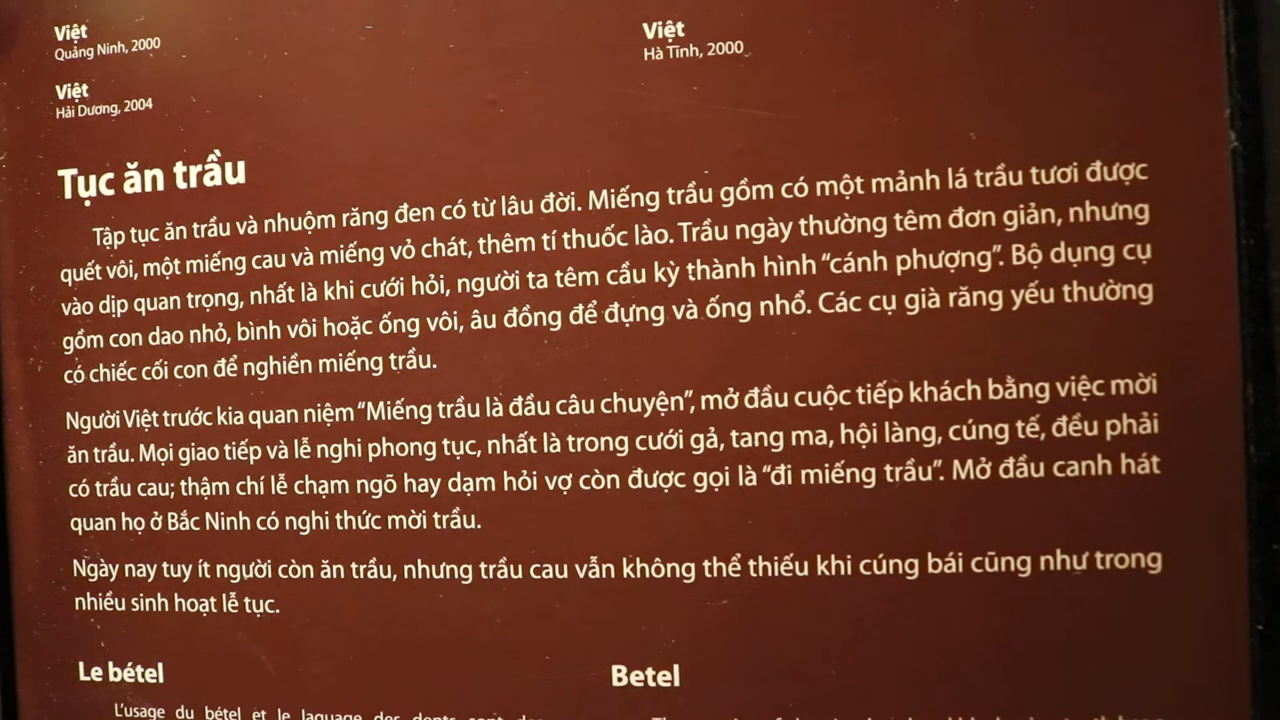 Việt
Quảng Ninh, 2000
Việt
Hà Tĩnh, 2000
Việt
Hải Dương, 2004
Tục ăn trầu
Tập tục ăn trầu và nhuộm răng đen có từ lâu đời. Miếng trầu gồm có một mảnh lá trầu tươi được
quết vôi, một miếng cau và miếng vỏ chát, thêm tí thuốc lào. Trầu ngày thường têm đơn giản, nhưng
vào dịp quan trọng, nhất là khi cưới hỏi, người ta têm cầu kỳ thành hình "cánh phượng". Bộ dụng cụ
gồm con dao nhỏ, bình vôi hoặc ống vôi, âu đồng để đựng và ống nhổ. Các cụ già răng yếu thường
có chiếc cối con để nghiền miếng trầu.
Người Việt trước kia quan niệm "Miếng trầu là đầu câu chuyện", mở đầu cuộc tiếp khách bằng việc mời
ăn trầu. Mọi giao tiếp và lễ nghi phong tục, nhất là trong cưới gả, tang ma, hội làng, cúng tế, đều phải
có trầu cau; thậm chí lễ chạm ngõ hay dạm hỏi vợ còn được gọi là "đi miếng trầu". Mở đầu canh hát
quan họ ở Bắc Ninh có nghi thức mời trầu.
Ngày nay tuy ít người còn ăn trầu, nhưng trầu cau vẫn không thể thiếu khi cúng bái cũng như trong
nhiều sinh hoạt lễ tục.
Le bétel
Betel
L'usage du bétel et le laquage des dents sont